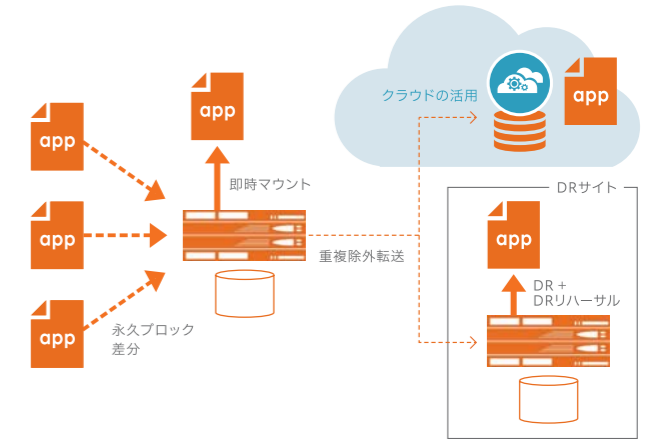 app
app
app
永久ブロック
差分
app
即時マウント
重複除外転送
クラウドの活用
app
DRサイト
app
DR +
DRリハーサル